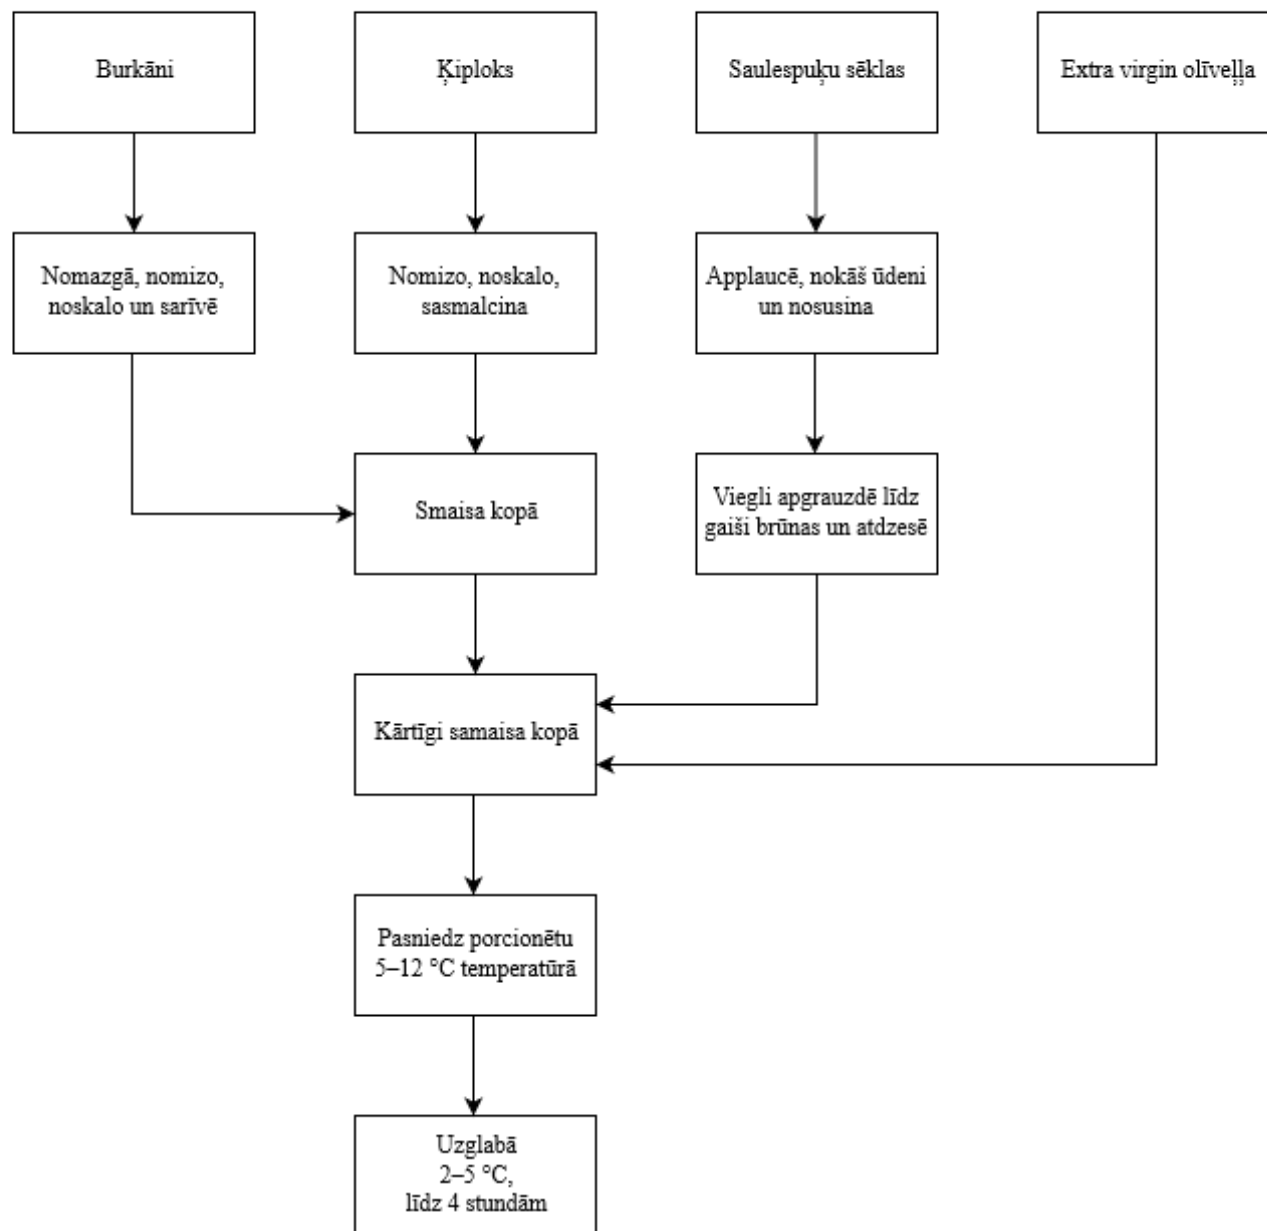 Burkāni
Ķiploks
Saulespuķu sēklas
Extra virgin olīveļļa
Nomazgā, nomizo,
noskalo un sarīvē
Nomizo, noskalo,
sasmalcina
Applaucē, nokāš ūdeni
un nosusina
Smaisa kopā
Viegli apgrauzdē līdz
gaiši brūnas un atdzesē
Kārtīgi samaisa kopā
Pasniedz porcionētu
5–12 °C temperatūrā
Uzglabā
2–5 °C,
līdz 4 stundām